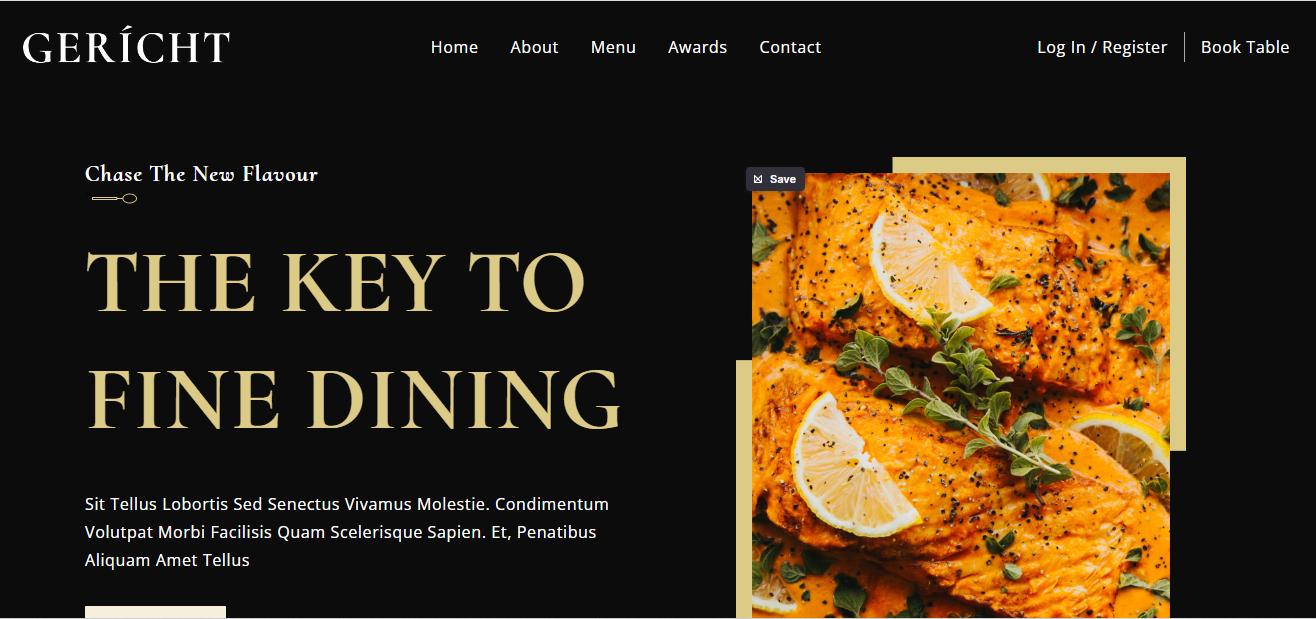 GERÍCHT
Home
About
Menu
Awards
Contact
Log In / Register
Book Table
Chase The New Flavour
Save
THE KEY TO
FINE DINING
Sit Tellus Lobortis Sed Senectus Vivamus Molestie. Condimentum
Volutpat Morbi Facilisis Quam Scelerisque Sapien. Et, Penatibus
Aliquam Amet Tellus